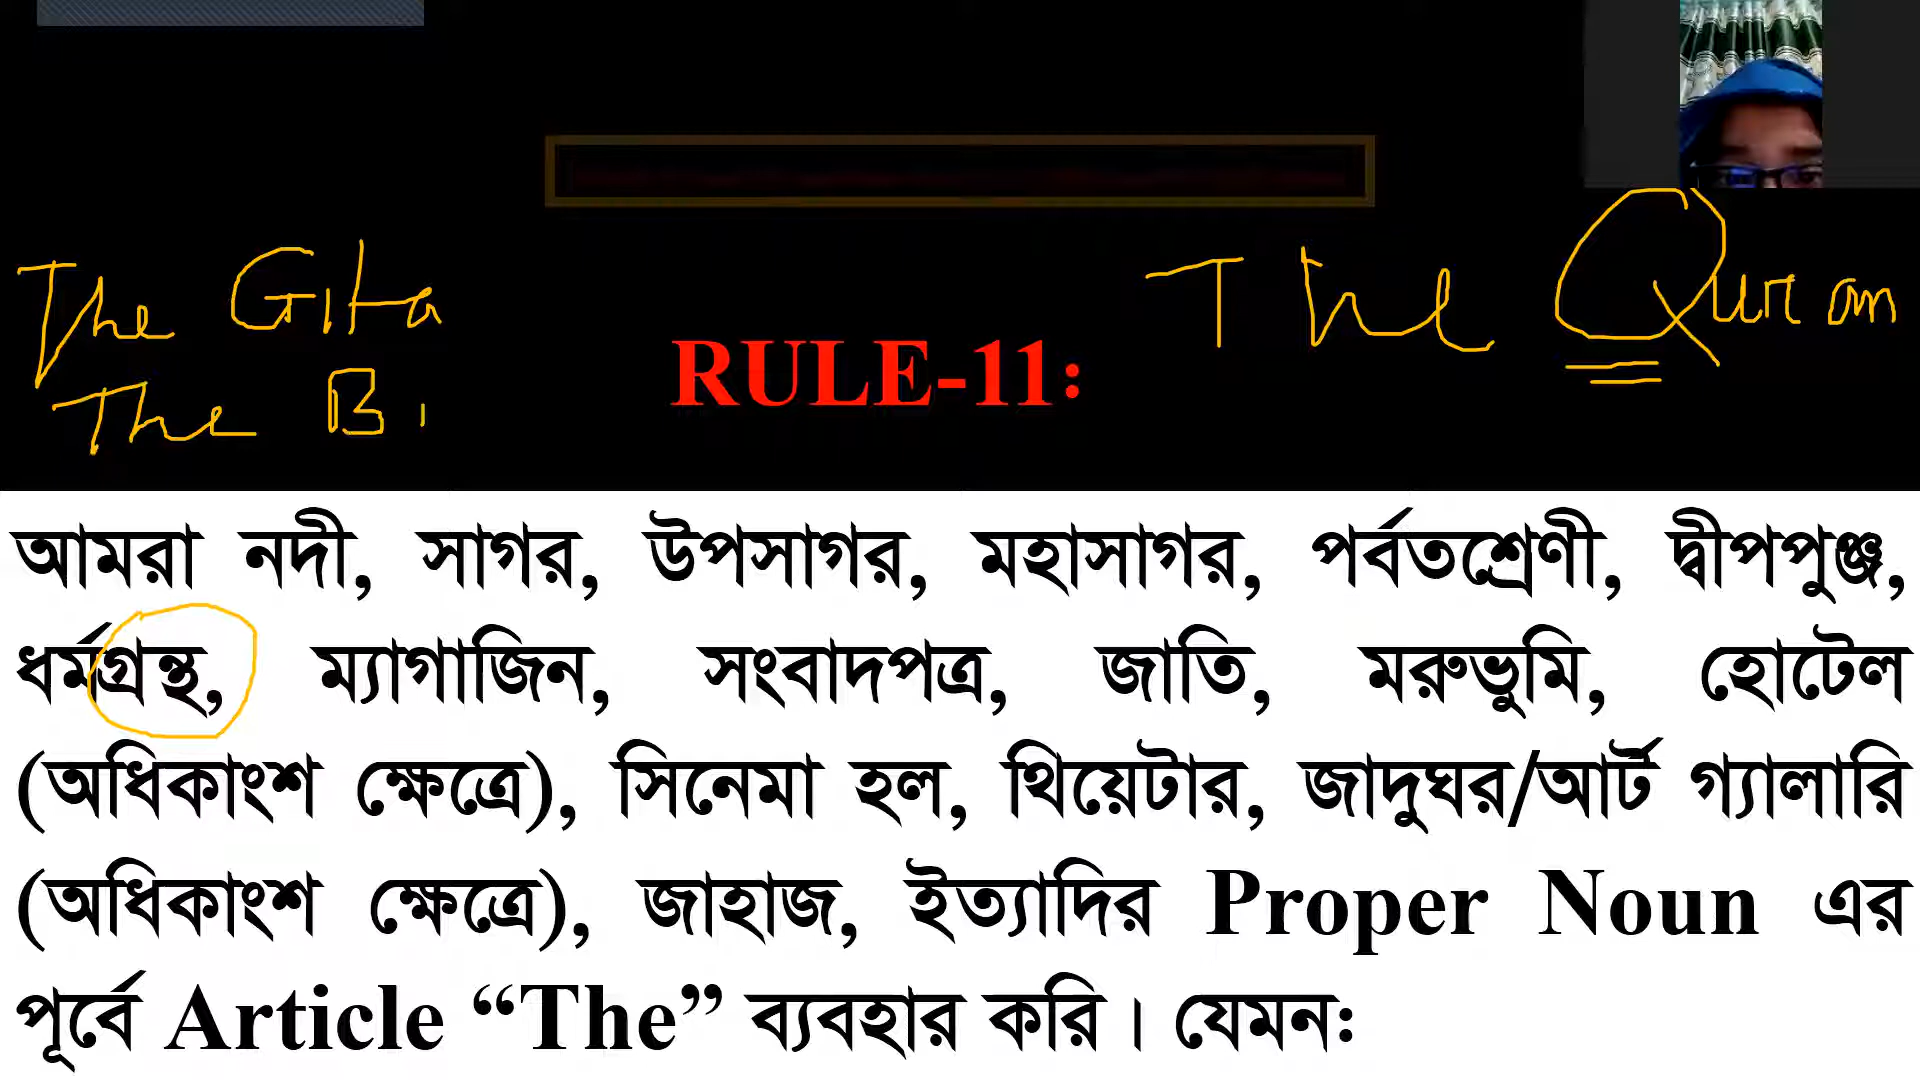 The Gita
The Quran
The Bi
RULE-11:
আমরা নদী, সাগর, উপসাগর, মহাসাগর, পর্বতশ্রেণী, দ্বীপপুঞ্জ,
ধর্মগ্রন্থ, ম্যাগাজিন, সংবাদপত্র, জাতি, মরুভুমি, হোটেল
(অধিকাংশ ক্ষেত্রে), সিনেমা হল, থিয়েটার, জাদুঘর/আর্ট গ্যালারি
(অধিকাংশ ক্ষেত্রে), জাহাজ, ইত্যাদির Proper Noun এর
পূর্বে Article “The” ব্যবহার করি। যেমনঃ